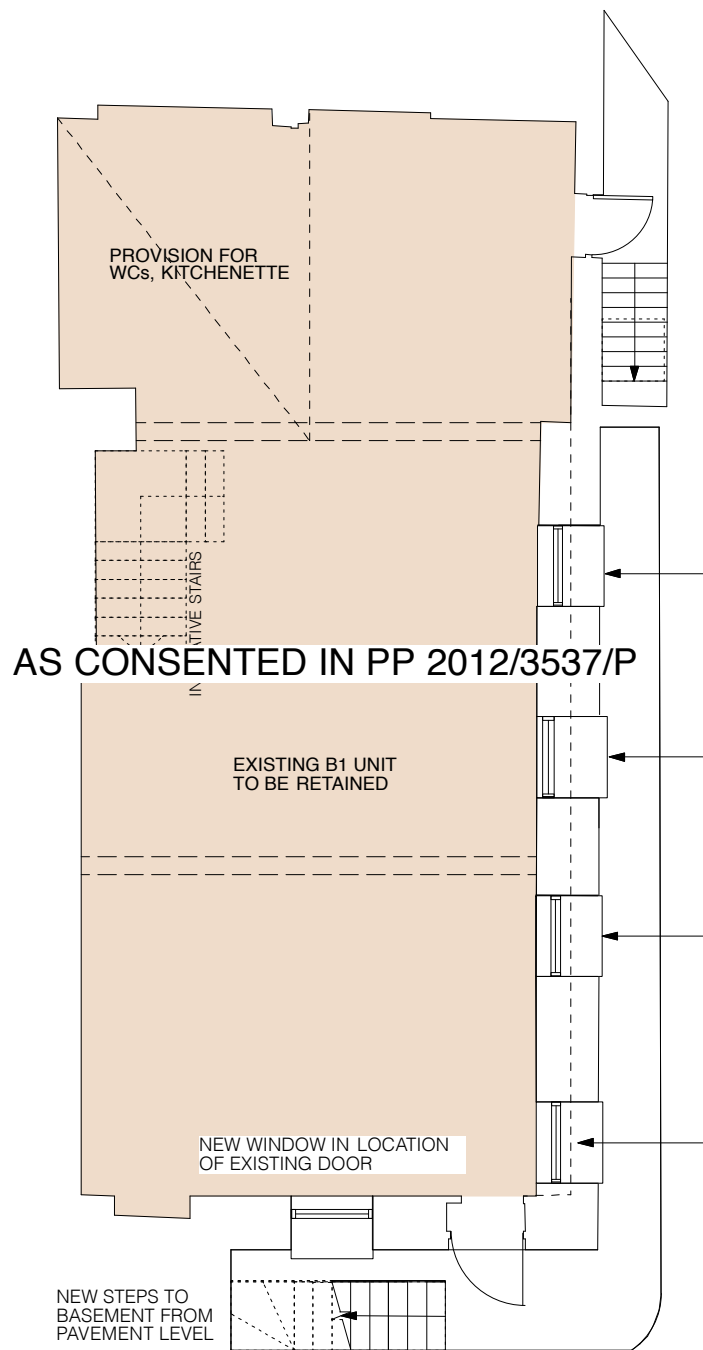 PROVISION FOR
WCs, KITCHENETTE
STAIRS
AS CONSENTED IN PP 2012/3537/P
EXISTING B1 UNIT
TO BE RETAINED
NEW WINDOW IN LOCATION
OF EXISTING DOOR
NEW STEPS TO
BASEMENT FROM
PAVEMENT LEVEL